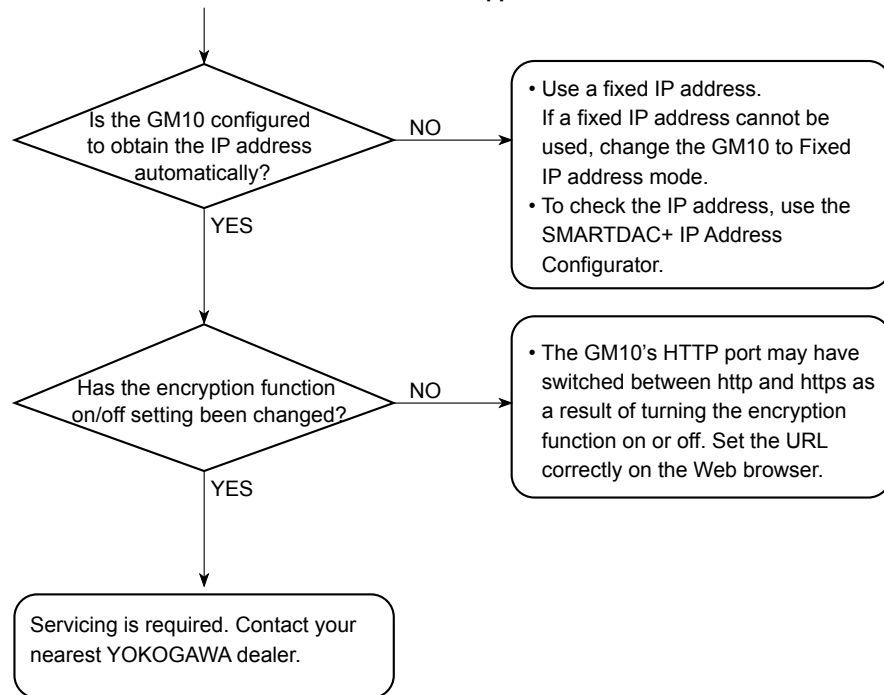 Is the GM10 configured
to obtain the IP address
automatically?
NO
• Use a fixed IP address.
If a fixed IP address cannot be
used, change the GM10 to Fixed
IP address mode.
• To check the IP address, use the
SMARTDAC+ IP Address
Configurator.
YES
Has the encryption function
on/off setting been changed?
NO
• The GM10's HTTP port may have
switched between http and https as
a result of turning the encryption
function on or off. Set the URL
correctly on the Web browser.
YES
Servicing is required. Contact your
nearest YOKOGAWA dealer.